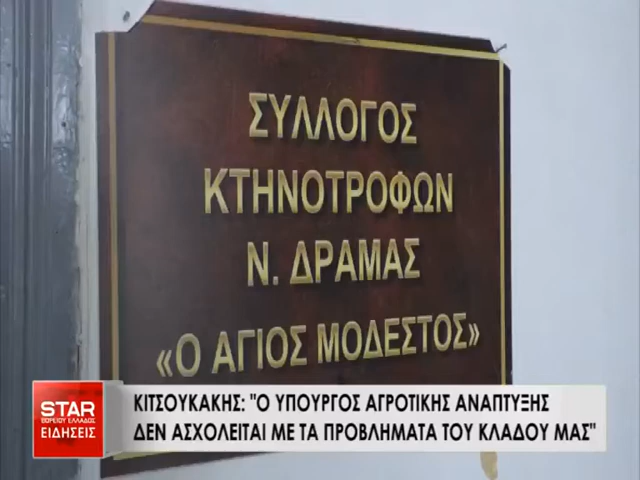 ΣΥΛΛΟΓΟΣ
ΚΤΗΝΟΤΡΟΦΩΝ
Ν. ΔΡΑΜΑΣ
«Ο ΑΓΙΟΣ ΜΟΔΕΣΤΟΣ»
STAR
ΒΟΡΕΙΟΥ ΕΛΛΑΔΟΣ
ΕΙΔΗΣΕΙΣ
ΚΙΤΣΟΥΚΑΚΗΣ: "Ο ΥΠΟΥΡΓΟΣ ΑΓΡΟΤΙΚΗΣ ΑΝΑΠΤΥΞΗΣ
ΔΕΝ ΑΣΧΟΛΕΙΤΑΙ ΜΕ ΤΑ ΠΡΟΒΛΗΜΑΤΑ ΤΟΥ ΚΛΑΔΟΥ ΜΑΣ"